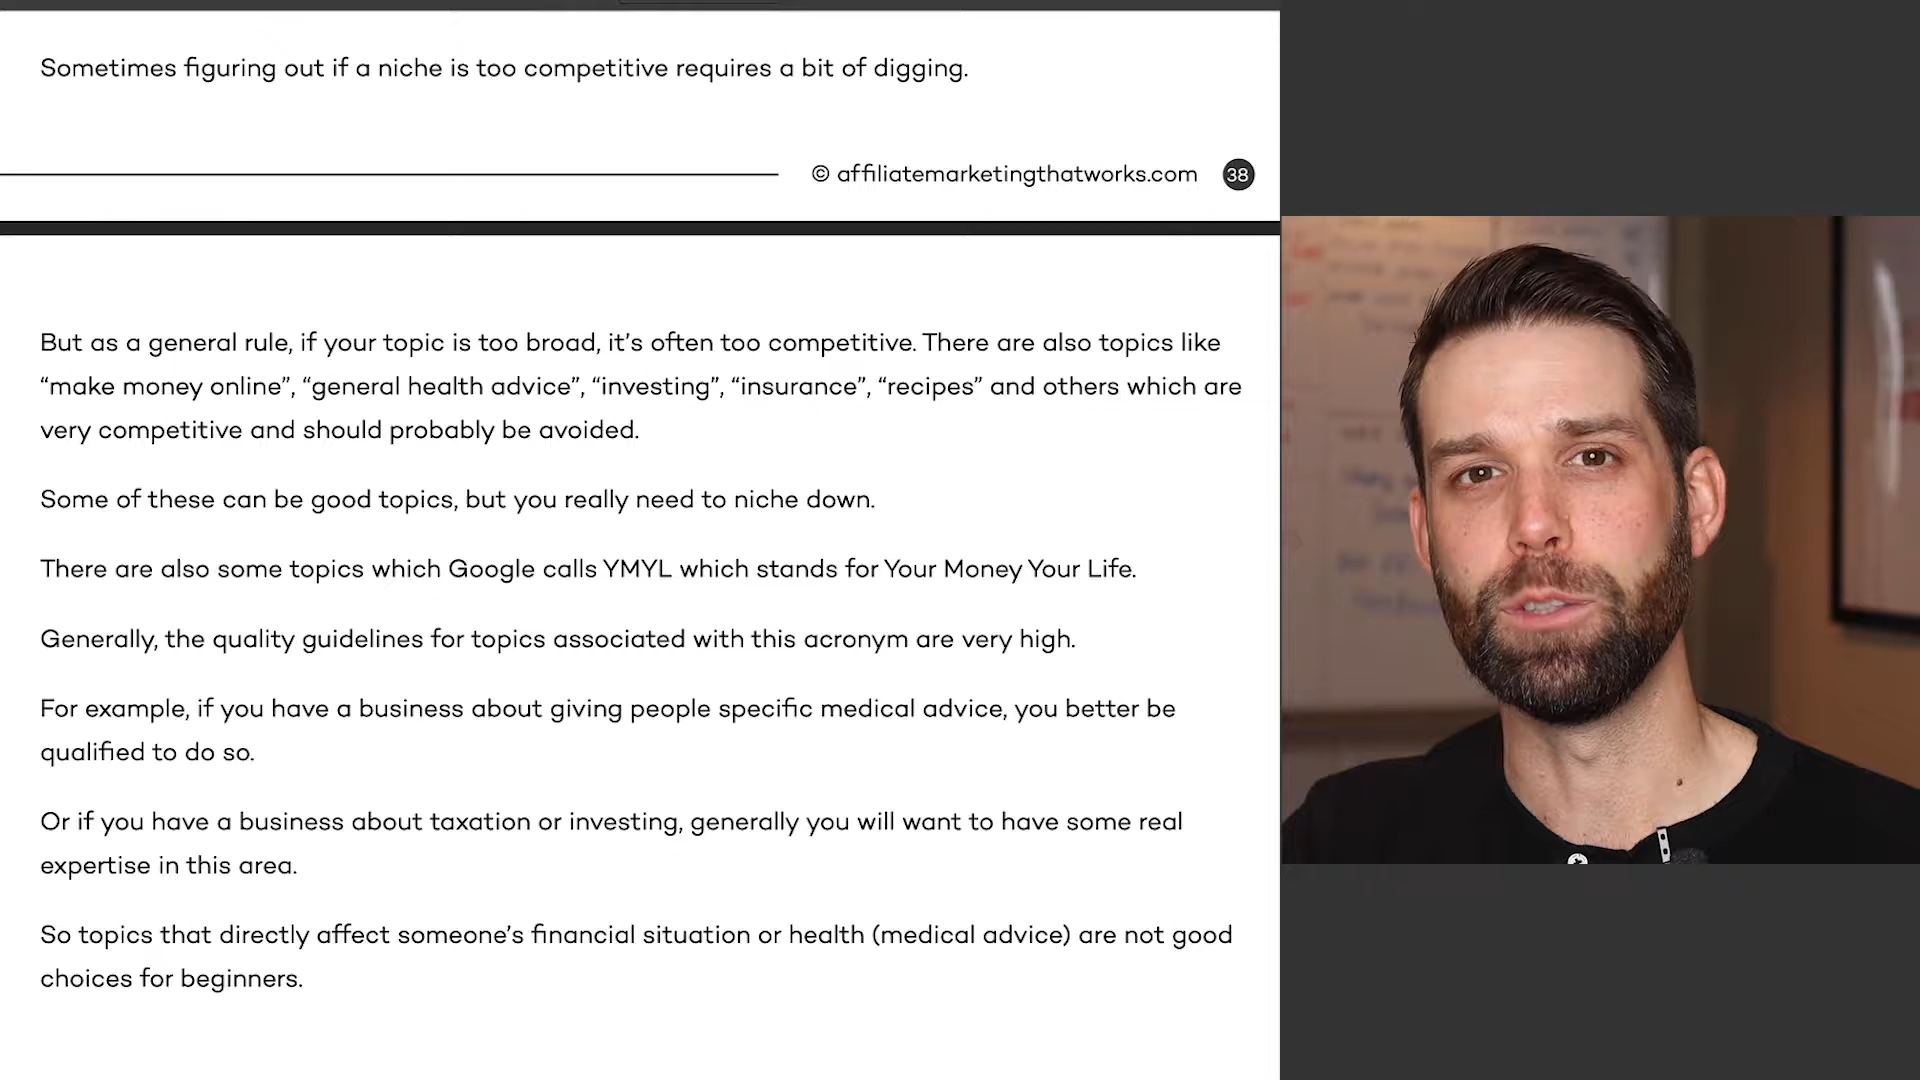 Sometimes figuring out if a niche is too competitive requires a bit of digging.
© affiliatemarketingthatworks.com 38
But as a general rule, if your topic is too broad, it’s often too competitive. There are also topics like
“make money online”, “general health advice”, “investing”, “insurance”, “recipes” and others which are
very competitive and should probably be avoided.
Some of these can be good topics, but you really need to niche down.
There are also some topics which Google calls YMYL which stands for Your Money Your Life.
Generally, the quality guidelines for topics associated with this acronym are very high.
For example, if you have a business about giving people specific medical advice, you better be
qualified to do so.
Or if you have a business about taxation or investing, generally you will want to have some real
expertise in this area.
So topics that directly affect someone’s financial situation or health (medical advice) are not good
choices for beginners.